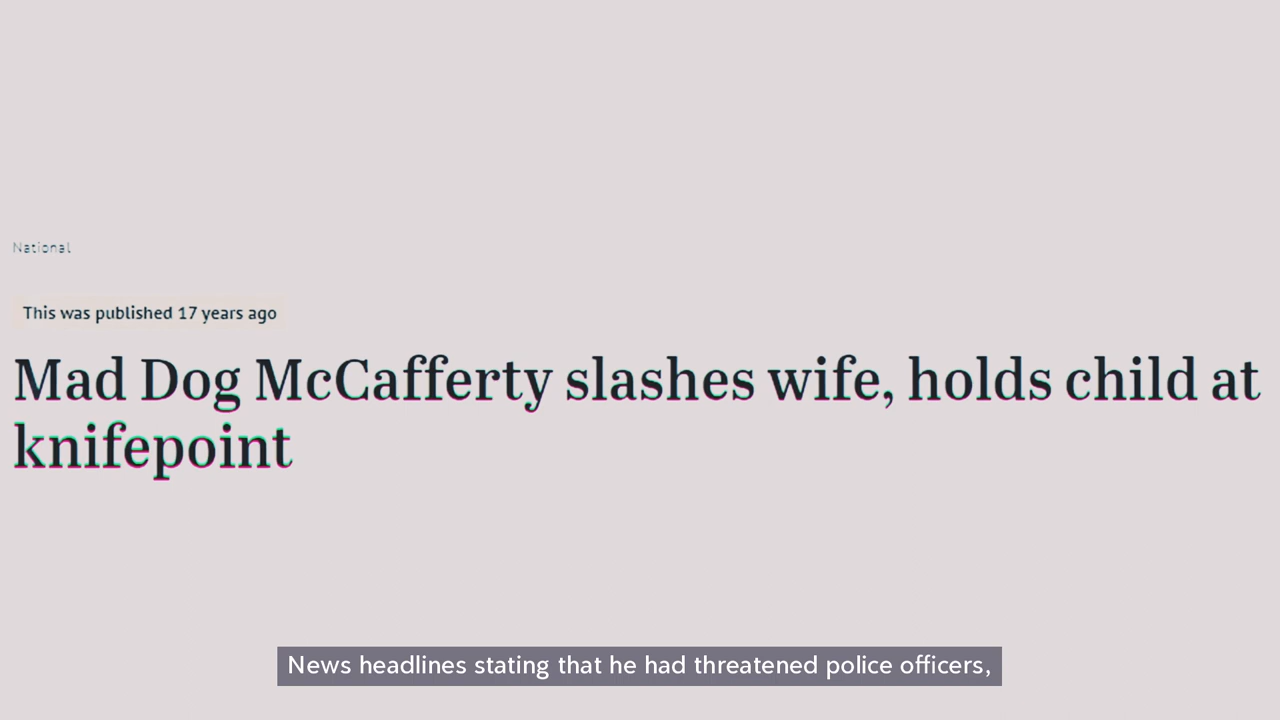 National
This was published 17 years ago
Mad Dog McCafferty slashes wife, holds child at
knifepoint
News headlines stating that he had threatened police officers,